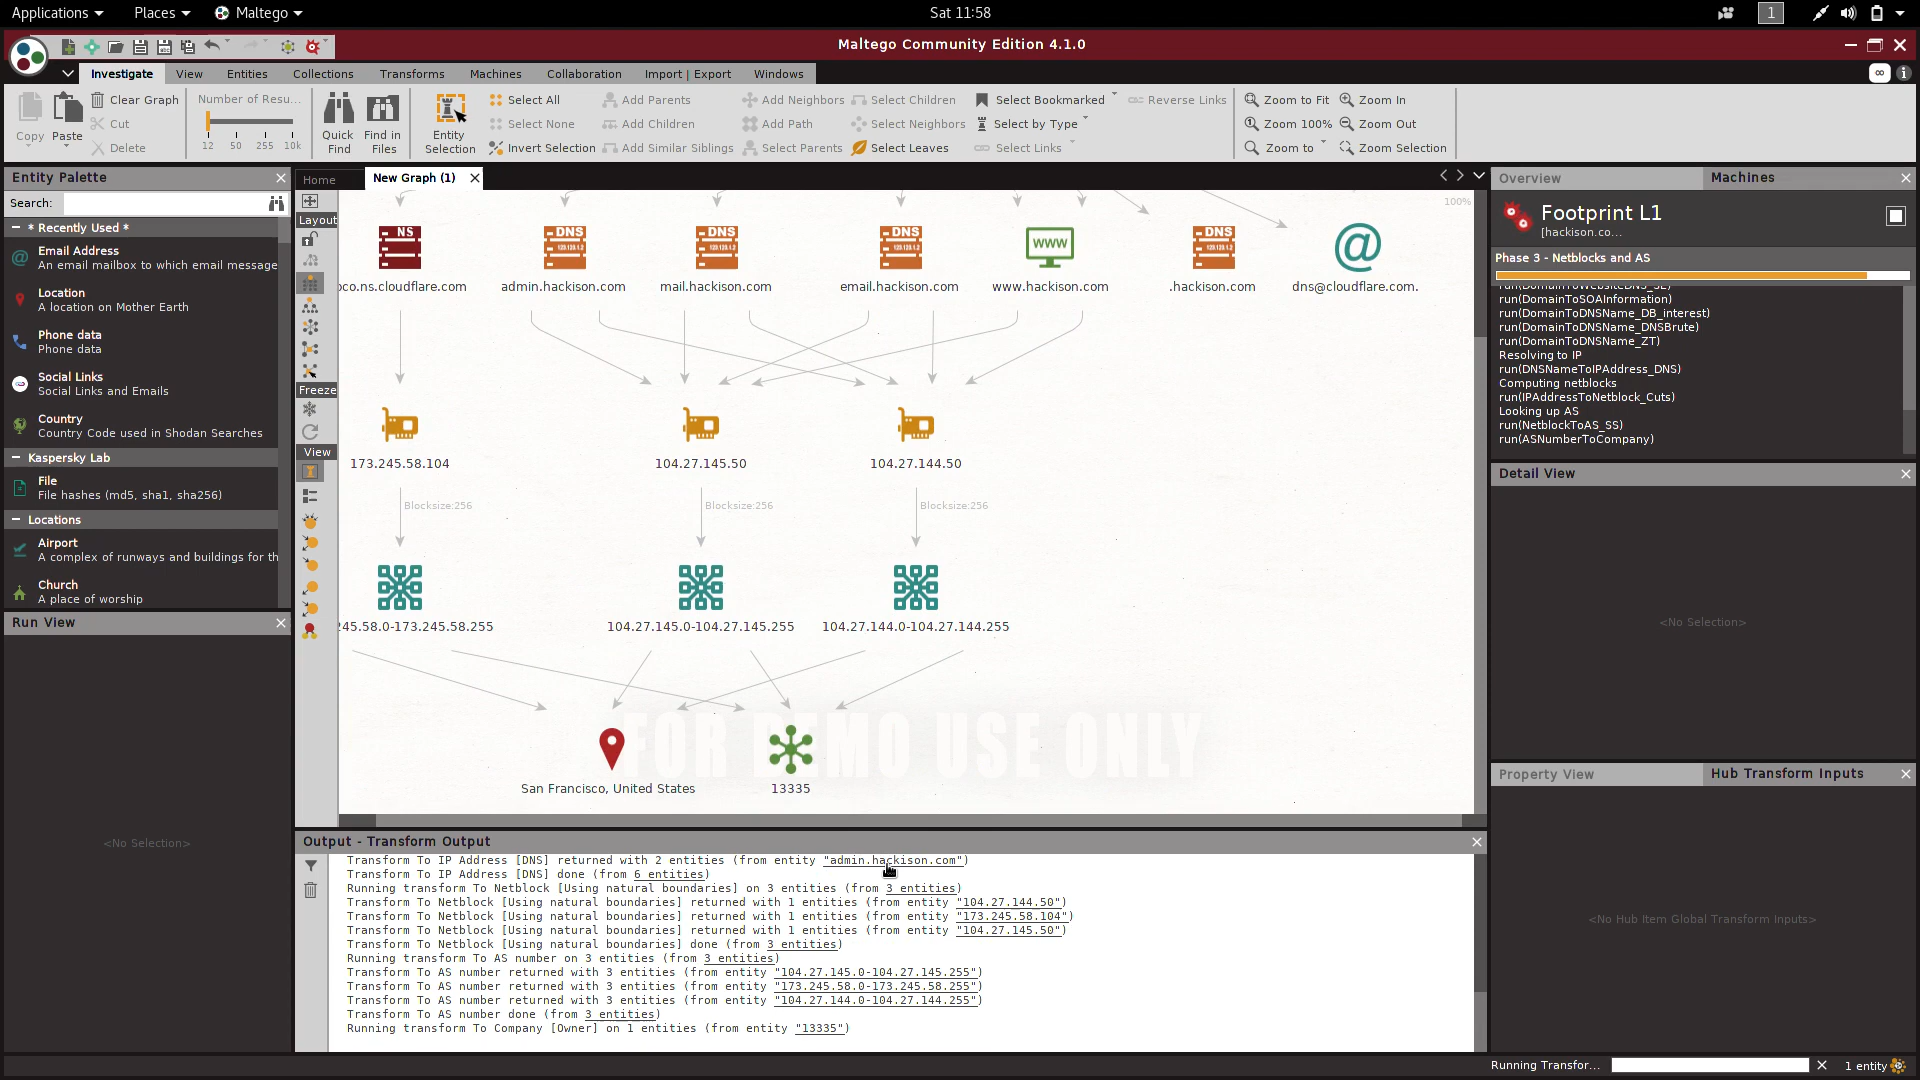 Applications Places Maltego Sat 11:58 1
Maltego Community Edition 4.1.0
Investigate View Entities Collections Transforms Machines Collaboration Import | Export Windows
Clear Graph Number of Resu... Select All Add Parents Add Neighbors Select Children Select Bookmarked Reverse Links Zoom to Fit Zoom In
Copy Paste Cut Quick Find Find in Files Entity Selection Select None Add Children Add Path Select Neighbors Select by Type Zoom 100% Zoom Out
Delete 12 50 255 10k Invert Selection Add Similar Siblings Select Parents Select Leaves Select Links Zoom to Zoom Selection
Entity Palette
Search:
* Recently Used *
Email Address
An email mailbox to which email message
Location
A location on Mother Earth
Phone data
Phone data
Social Links
Social Links and Emails
Country
Country Code used in Shodan Searches
Kaspersky Lab
File
File hashes (md5, sha1, sha256)
Locations
Airport
A complex of runways and buildings for th
Church
A place of worship
Run View
<No Selection>
Home New Graph (1)
Layout
Freeze
View
100%
NS DNS DNS DNS WWW DNS @
oco.ns.cloudflare.com admin.hackison.com mail.hackison.com email.hackison.com www.hackison.com .hackison.com dns@cloudflare.com.
173.245.58.104 104.27.145.50 104.27.144.50
Blocksize:256 Blocksize:256 Blocksize:256
245.58.0-173.245.58.255 104.27.145.0-104.27.145.255 104.27.144.0-104.27.144.255
FOR DEMO USE ONLY
San Francisco, United States 13335
Output - Transform Output
Transform To IP Address [DNS] returned with 2 entities (from entity "admin.hackison.com")
Transform To IP Address [DNS] done (from 6 entities)
Running transform To Netblock [Using natural boundaries] on 3 entities (from 3 entities)
Transform To Netblock [Using natural boundaries] returned with 1 entities (from entity "104.27.144.50")
Transform To Netblock [Using natural boundaries] returned with 1 entities (from entity "173.245.58.104")
Transform To Netblock [Using natural boundaries] returned with 1 entities (from entity "104.27.145.50")
Transform To Netblock [Using natural boundaries] done (from 3 entities)
Running transform To AS number on 3 entities (from 3 entities)
Transform To AS number returned with 3 entities (from entity "104.27.145.0-104.27.145.255")
Transform To AS number returned with 3 entities (from entity "173.245.58.0-173.245.58.255")
Transform To AS number returned with 3 entities (from entity "104.27.144.0-104.27.144.255")
Transform To AS number done (from 3 entities)
Running transform To Company [Owner] on 1 entities (from entity "13335")
Overview Machines
Footprint L1
[hackison.co...
Phase 3 - Netblocks and AS
run(DomainToWebsiteDNS_SE)
run(DomainToSOAInformation)
run(DomainToDNSName_DB_interest)
run(DomainToDNSName_DNSBrute)
run(DomainToDNSName_ZT)
Resolving to IP
run(DNSNameToIPAddress_DNS)
Computing netblocks
run(IPAddressToNetblock_Cuts)
Looking up AS
run(NetblockToAS_SS)
run(ASNumberToCompany)
Detail View
<No Selection>
Property View Hub Transform Inputs
<No Hub Item Global Transform Inputs>
Running Transfor... 1 entity